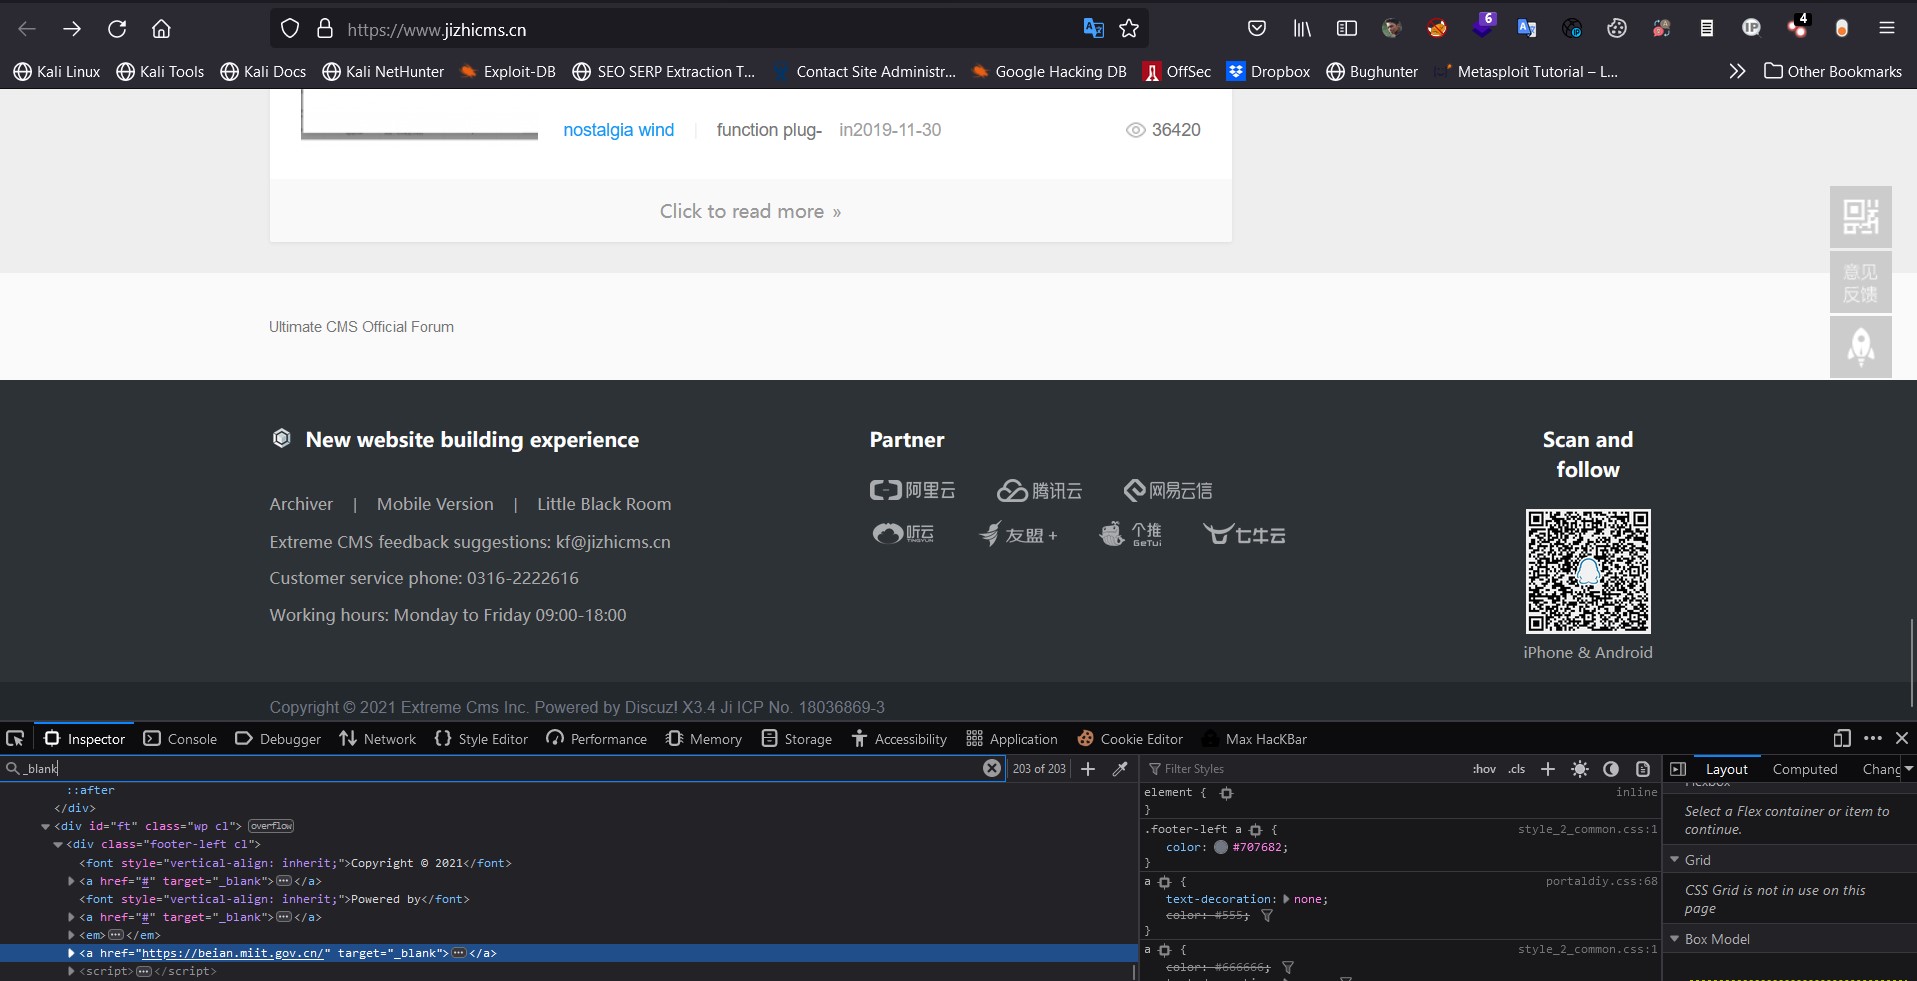 https://www.jizhicms.cn
6
4
Kali Linux
Kali Tools
Kali Docs
Kali NetHunter
Exploit-DB
SEO SERP Extraction T...
Contact Site Administr...
Google Hacking DB
OffSec
Dropbox
Bughunter
Metasploit Tutorial – L...
Other Bookmarks
nostalgia wind
function plug-
in2019-11-30
36420
Click to read more »
意见
反馈
Ultimate CMS Official Forum
New website building experience
Archiver | Mobile Version | Little Black Room
Extreme CMS feedback suggestions: kf@jizhicms.cn
Customer service phone: 0316-2222616
Working hours: Monday to Friday 09:00-18:00
Partner
阿里云
腾讯云
网易云信
听云
TINGYUN
友盟+
个推
GeTui
七牛云
Scan and
follow
iPhone & Android
Copyright © 2021 Extreme Cms Inc. Powered by Discuz! X3.4 Ji ICP No. 18036869-3
Inspector
Console
Debugger
Network
Style Editor
Performance
Memory
Storage
Accessibility
Application
Cookie Editor
Max HacKBar
_blank
203 of 203
::after
</div>
<div id="ft" class="wp cl"> overflow
<div class="footer-left cl">
<font style="vertical-align: inherit;">Copyright © 2021</font>
<a href="#" target="_blank">···</a>
<font style="vertical-align: inherit;">Powered by</font>
<a href="#" target="_blank">···</a>
<em>···</em>
<a href="https://beian.miit.gov.cn/" target="_blank">···</a>
<script>···</script>
Filter Styles
:hov .cls
element { inline
}
.footer-left a { style_2_common.css:1
color: #707682;
}
a { portaldiy.css:68
text-decoration: none;
color: #555;
}
a { style_2_common.css:1
color: #666666;
Layout
Computed
Chang
Flexbox
Select a Flex container or item to
continue.
Grid
CSS Grid is not in use on this
page
Box Model